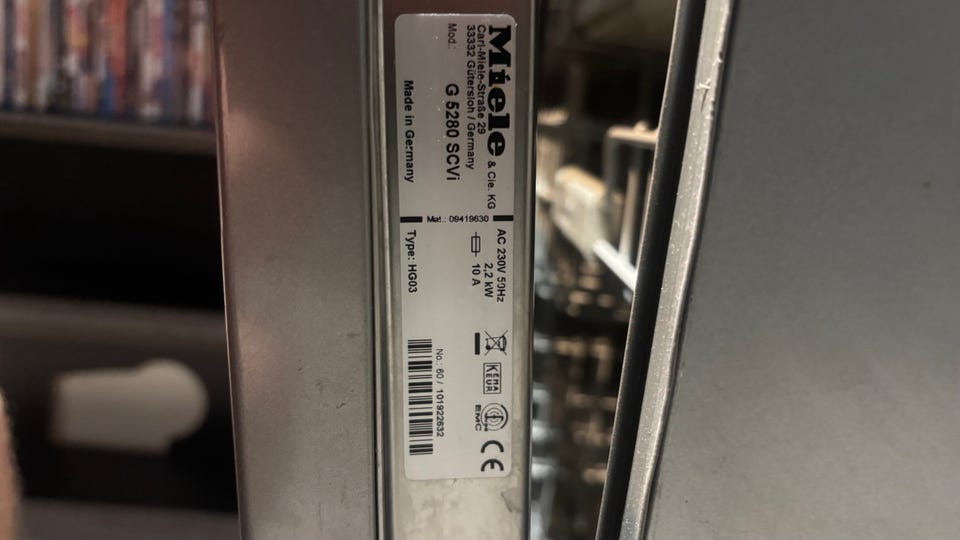 Miele & Cie. KG
Carl-Miele-Straße 29
33332 Gütersloh / Germany
Mod.: G 5280 SCVi
Made in Germany
Mat.: 09419630
AC 230V 50Hz
2,2 kW
10 A
Type: HG03
KEMA
KEUR
EMC
CE
No.: 60 / 101922632